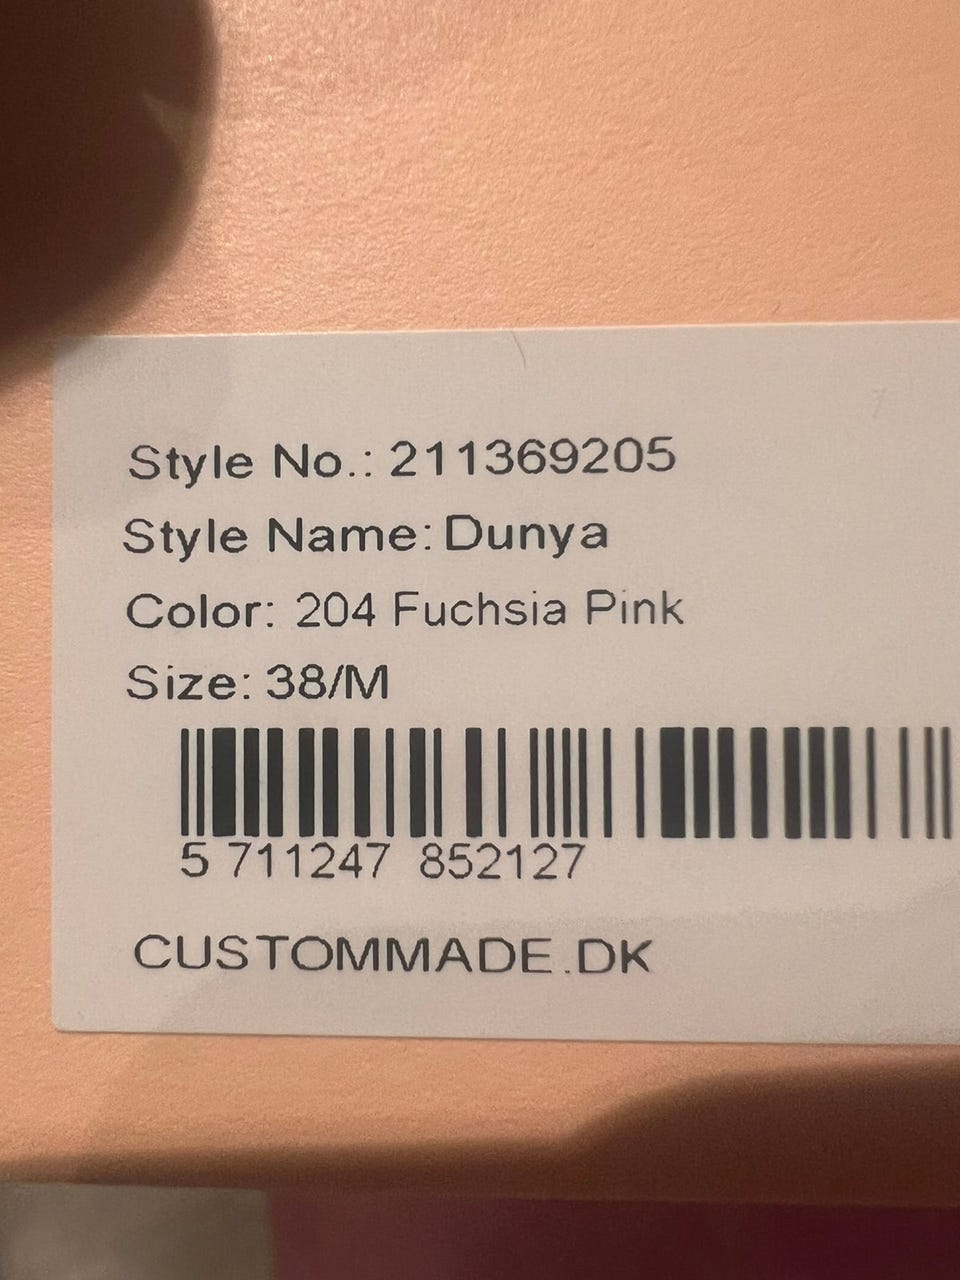 Style No.: 211369205
Style Name: Dunya
Color: 204 Fuchsia Pink
Size: 38/M
5 711247 852127
CUSTOMMADE.DK